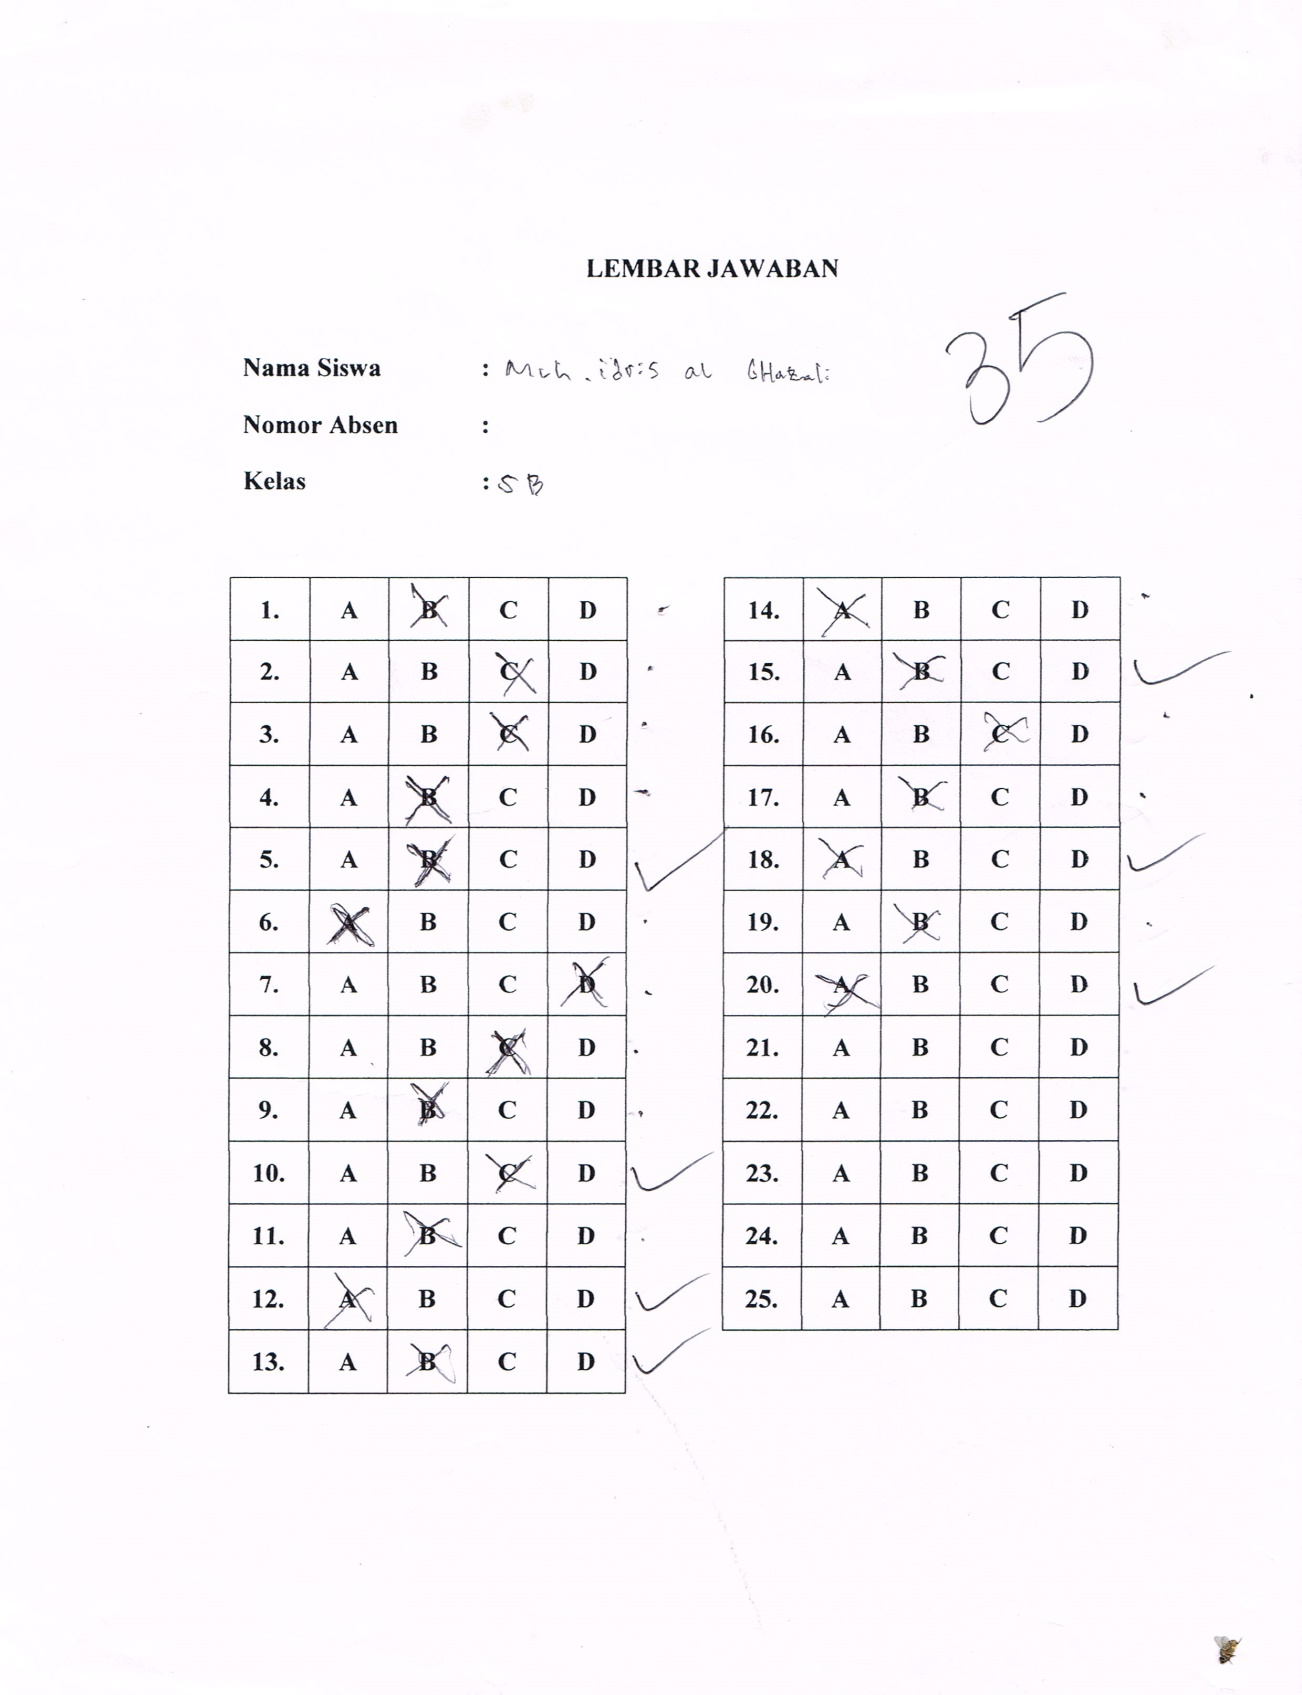 LEMBAR JAWABAN
35
Nama Siswa : Muh . idris al GHazali
Nomor Absen :
Kelas : 5 B
1. A B C D
2. A B C D
3. A B C D
4. A B C D
5. A B C D
6. A B C D
7. A B C D
8. A B C D
9. A B C D
10. A B C D
11. A B C D
12. A B C D
13. A B C D
14. A B C D
15. A B C D
16. A B C D
17. A B C D
18. A B C D
19. A B C D
20. A B C D
21. A B C D
22. A B C D
23. A B C D
24. A B C D
25. A B C D